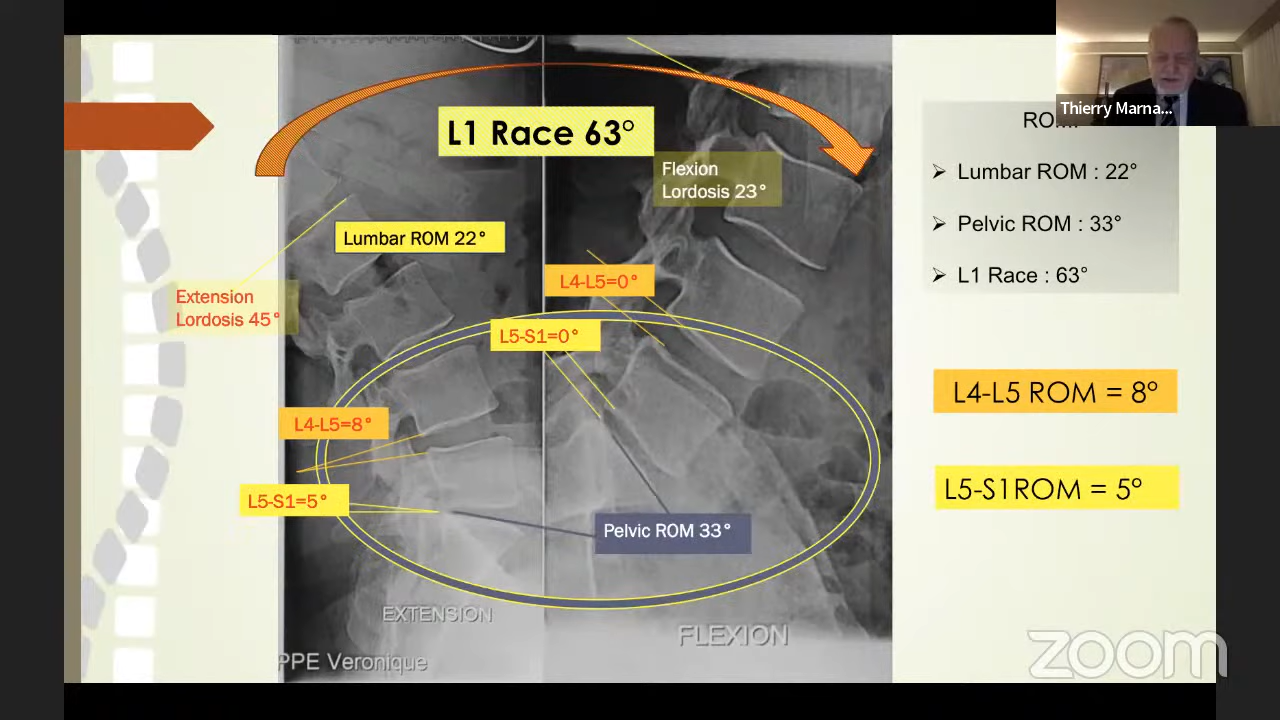 L1 Race 63°
Flexion
Lordosis 23°
Lumbar ROM 22°
Extension
Lordosis 45°
L4-L5=0°
L5-S1=0°
L4-L5=8°
L5-S1=5°
Pelvic ROM 33°
EXTENSION
FLEXION
PPE Veronique
Thierry Marna...
Lumbar ROM : 22°
Pelvic ROM : 33°
L1 Race : 63°
L4-L5 ROM = 8°
L5-S1ROM = 5°
zoom